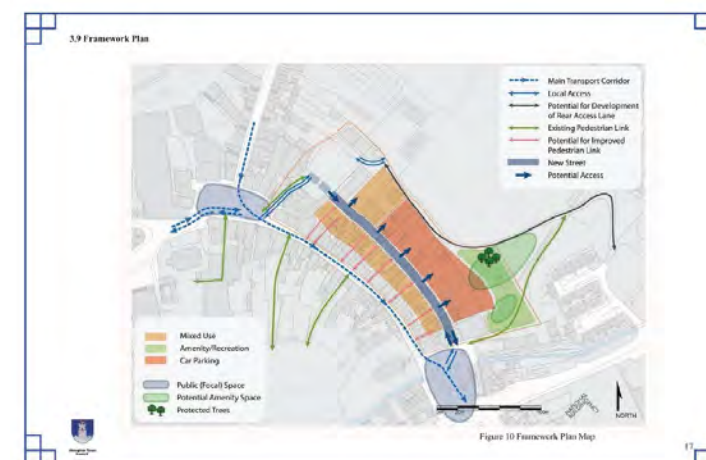 3.9 Framework Plan
Main Transport Corridor
Local Access
Potential for Development
of Rear Access Lane
Existing Pedestrian Link
Potential for Improved
Pedestrian Link
New Street
Potential Access
Mixed Use
Amenity/Recreation
Car Parking
Public (Focal) Space
Potential Amenity Space
Protected Trees
NORTH
Figure 10 Framework Plan Map
17